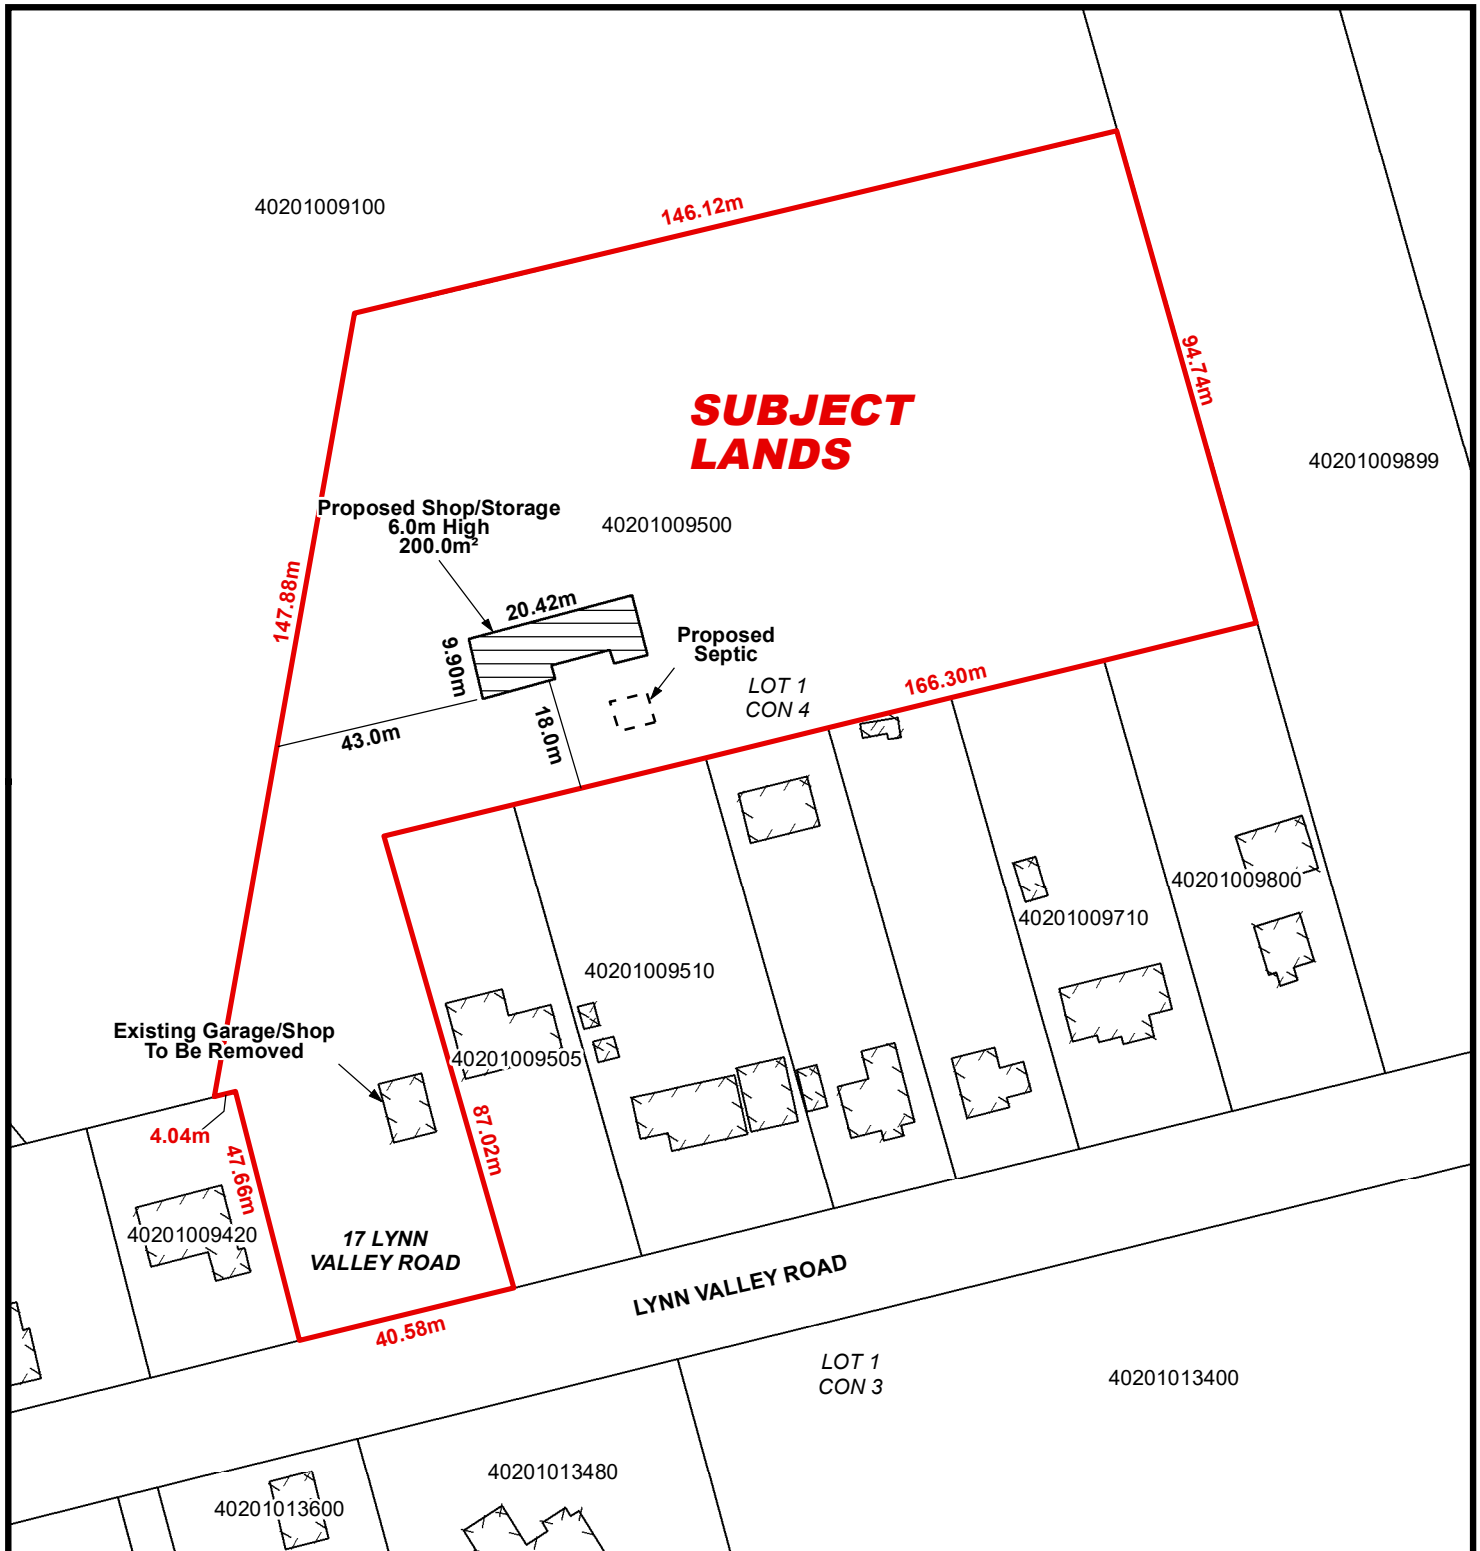 40201009100
146.12m
94.74m
SUBJECT
LANDS
40201009899
Proposed Shop/Storage
6.0m High
200.0m²
40201009500
147.88m
20.42m
9.90m
Proposed
Septic
LOT 1
CON 4
166.30m
18.0m
43.0m
40201009800
40201009710
40201009510
Existing Garage/Shop
To Be Removed
40201009505
4.04m
87.02m
47.66m
40201009420
17 LYNN
VALLEY ROAD
LYNN VALLEY ROAD
40.58m
LOT 1
CON 3
40201013400
40201013480
40201013600